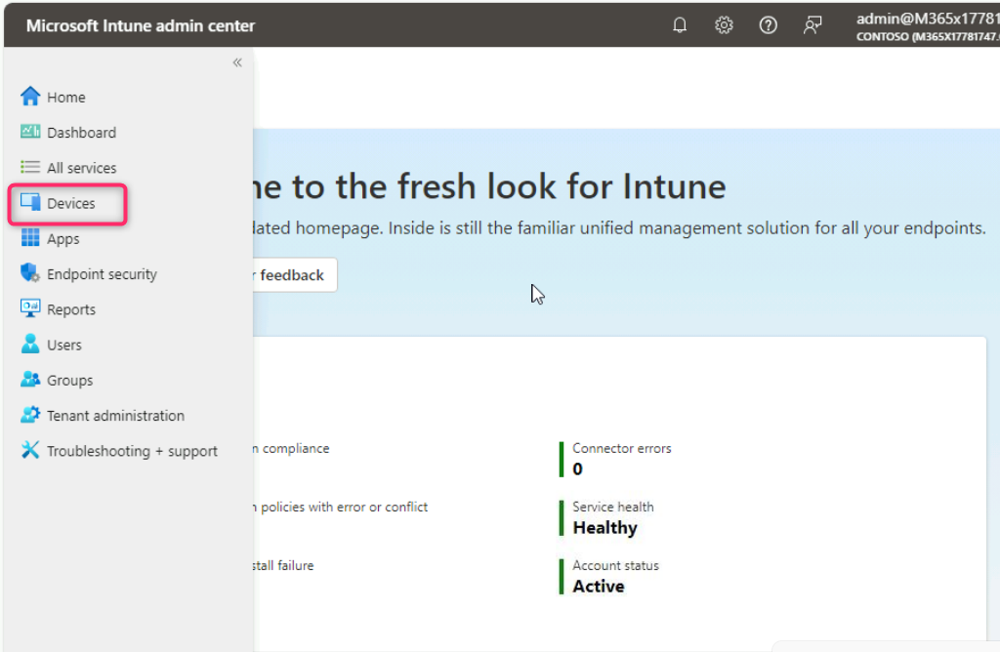 Microsoft Intune admin center
admin@M365x17781
CONTOSO (M365X17781747.
Home
Dashboard
All services
Devices
Apps
Endpoint security
Reports
Users
Groups
Tenant administration
Troubleshooting + support
ne to the fresh look for Intune
dated homepage. Inside is still the familiar unified management solution for all your endpoints.
r feedback
n compliance
n policies with error or conflict
stall failure
Connector errors
0
Service health
Healthy
Account status
Active